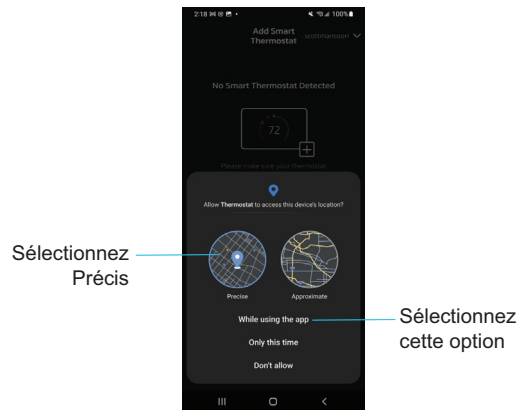 2:18
100%
Add Smart
Thermostat
scottmansoori
No Smart Thermostat Detected
72
Please make sure your thermostat
Allow Thermostat to access this device's location?
Sélectionnez
Précis
Precise
Approximate
While using the app
Sélectionnez
cette option
Only this time
Don't allow